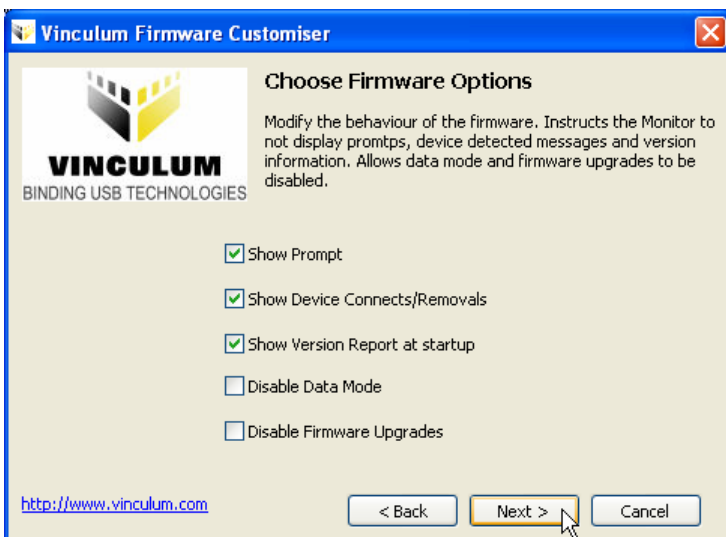 Vinculum Firmware Customiser
VINCULUM
BINDING USB TECHNOLOGIES
Choose Firmware Options
Modify the behaviour of the firmware. Instructs the Monitor to
not display promtps, device detected messages and version
information. Allows data mode and firmware upgrades to be
disabled.
Show Prompt
Show Device Connects/Removals
Show Version Report at startup
Disable Data Mode
Disable Firmware Upgrades
http://www.vinculum.com
< Back
Next >
Cancel